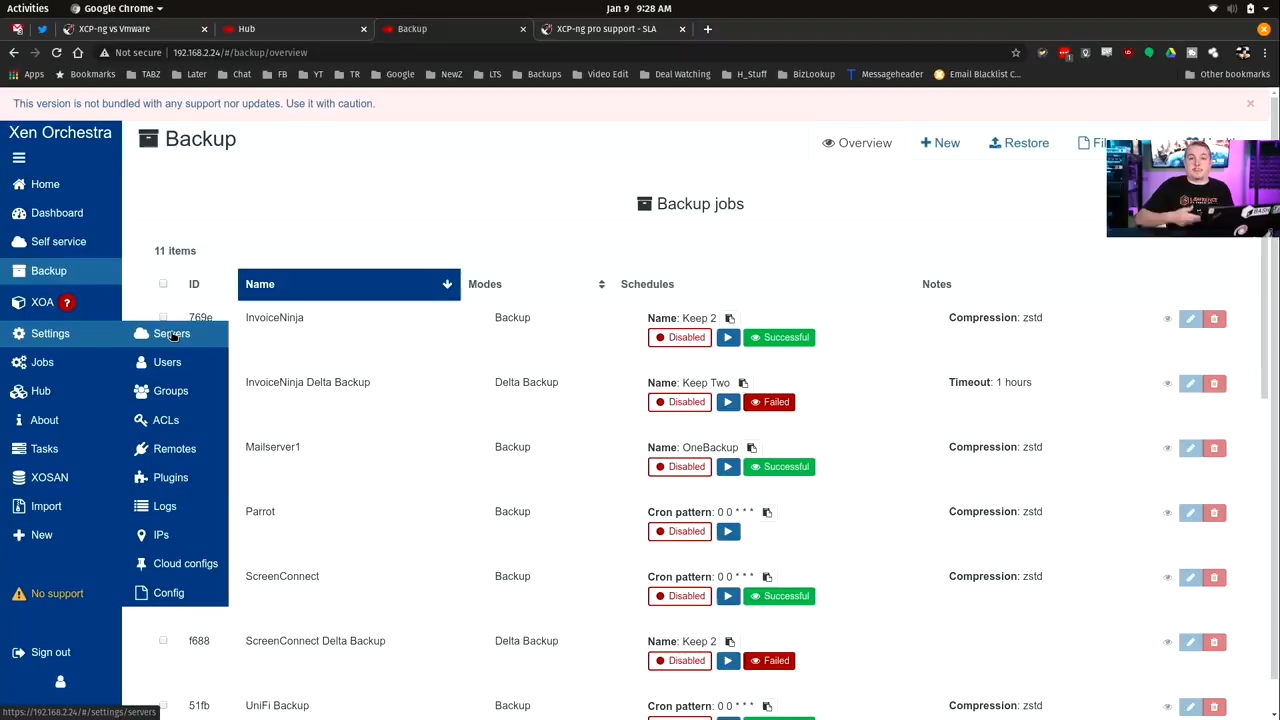 Activities
Google Chrome
Jan 9 9:28 AM
XCP-ng vs Vmware
Hub
Backup
XCP-ng pro support - SLA
Not secure
192.168.2.24/#/backup/overview
Apps
Bookmarks
TABZ
Later
Chat
FB
YT
TR
Google
NewZ
LTS
Backups
Video Edit
Deal Watching
H_Stuff
BizLookup
Messageheader
Email Blacklist C...
Other bookmarks
This version is not bundled with any support nor updates. Use it with caution.
Xen Orchestra
Home
Dashboard
Self service
Backup
XOA ?
Settings
Jobs
Hub
About
Tasks
XOSAN
Import
New
No support
Sign out
Servers
Users
Groups
ACLs
Remotes
Plugins
Logs
IPs
Cloud configs
Config
Backup
Overview
New
Restore
Backup jobs
11 items
ID Name Modes Schedules Notes
769e InvoiceNinja Backup Name: Keep 2 Compression: zstd
Disabled Successful
InvoiceNinja Delta Backup Delta Backup Name: Keep Two Timeout: 1 hours
Disabled Failed
Mailserver1 Backup Name: OneBackup Compression: zstd
Disabled Successful
Parrot Backup Cron pattern: 0 0 * * * Compression: zstd
Disabled
ScreenConnect Backup Cron pattern: 0 0 * * * Compression: zstd
Disabled Successful
f688 ScreenConnect Delta Backup Delta Backup Name: Keep 2
Disabled Failed
51fb UniFi Backup Backup Cron pattern: 0 0 * * * Compression: zstd
https://192.168.2.24/#/settings/servers